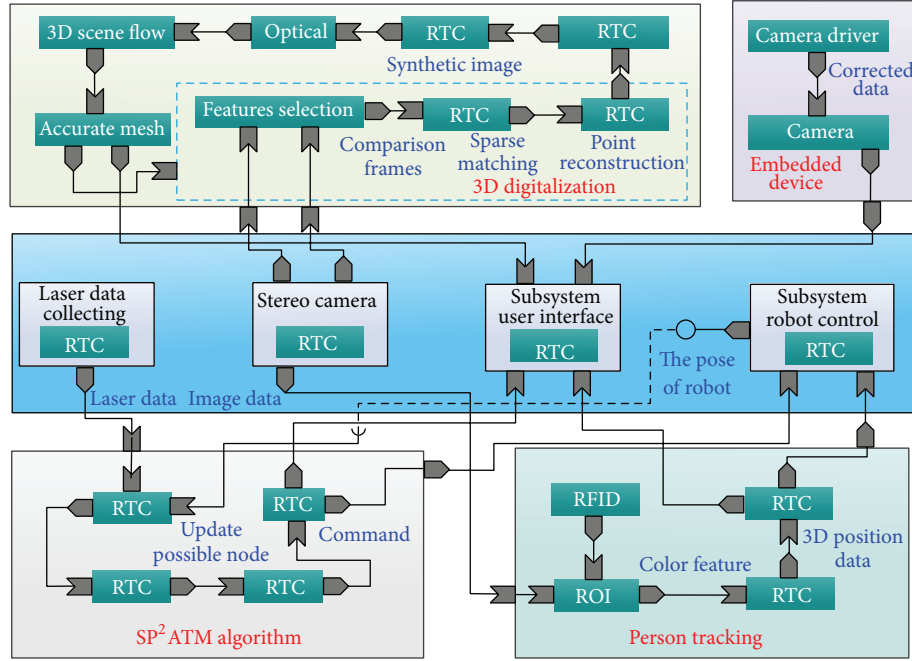 3D scene flow
Optical
RTC
RTC
Synthetic image
Features selection
RTC
RTC
Accurate mesh
Comparison
frames
Sparse
matching
Point
reconstruction
3D digitalization
Camera driver
Corrected
data
Camera
Embedded
device
Laser data
collecting
RTC
Stereo camera
RTC
Subsystem
user interface
RTC
Subsystem
robot control
RTC
The pose
of robot
Laser data
Image data
RTC
RTC
Update
possible node
Command
RTC
RTC
SP² ATM algorithm
RFID
RTC
3D position
data
Color feature
ROI
RTC
Person tracking